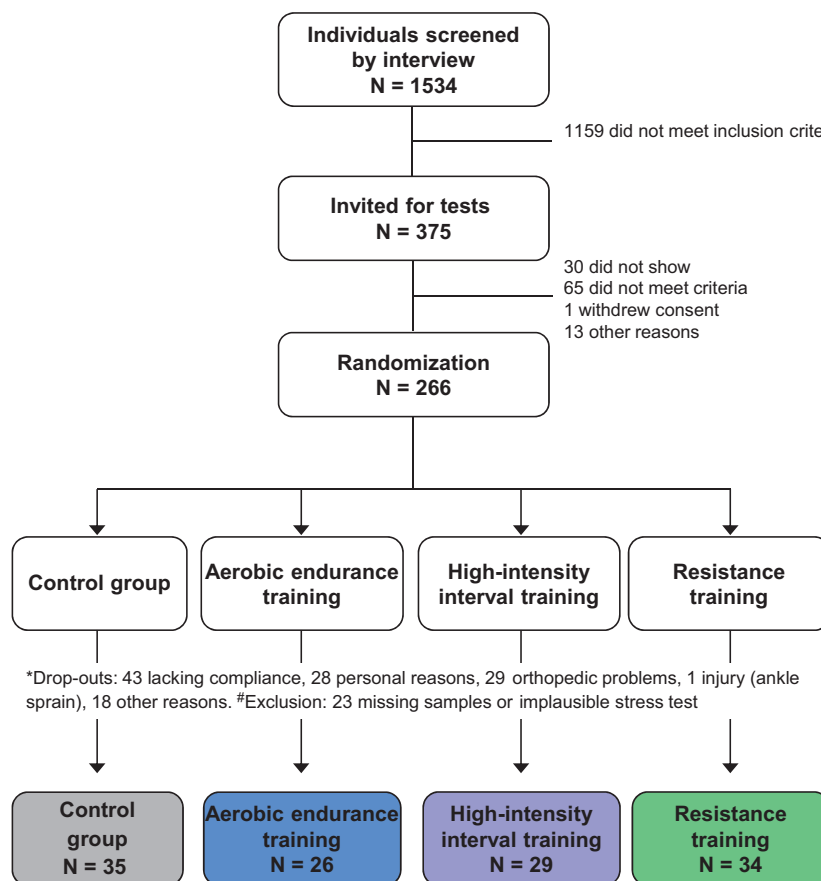 Individuals screened
by interview
N = 1534
1159 did not meet inclusion crite
Invited for tests
N = 375
30 did not show
65 did not meet criteria
1 withdrew consent
13 other reasons
Randomization
N = 266
Control group
Aerobic endurance
training
High-intensity
interval training
Resistance
training
*Drop-outs: 43 lacking compliance, 28 personal reasons, 29 orthopedic problems, 1 injury (ankle
sprain), 18 other reasons. #Exclusion: 23 missing samples or implausible stress test
Control
group
N = 35
Aerobic endurance
training
N = 26
High-intensity
interval training
N = 29
Resistance
training
N = 34